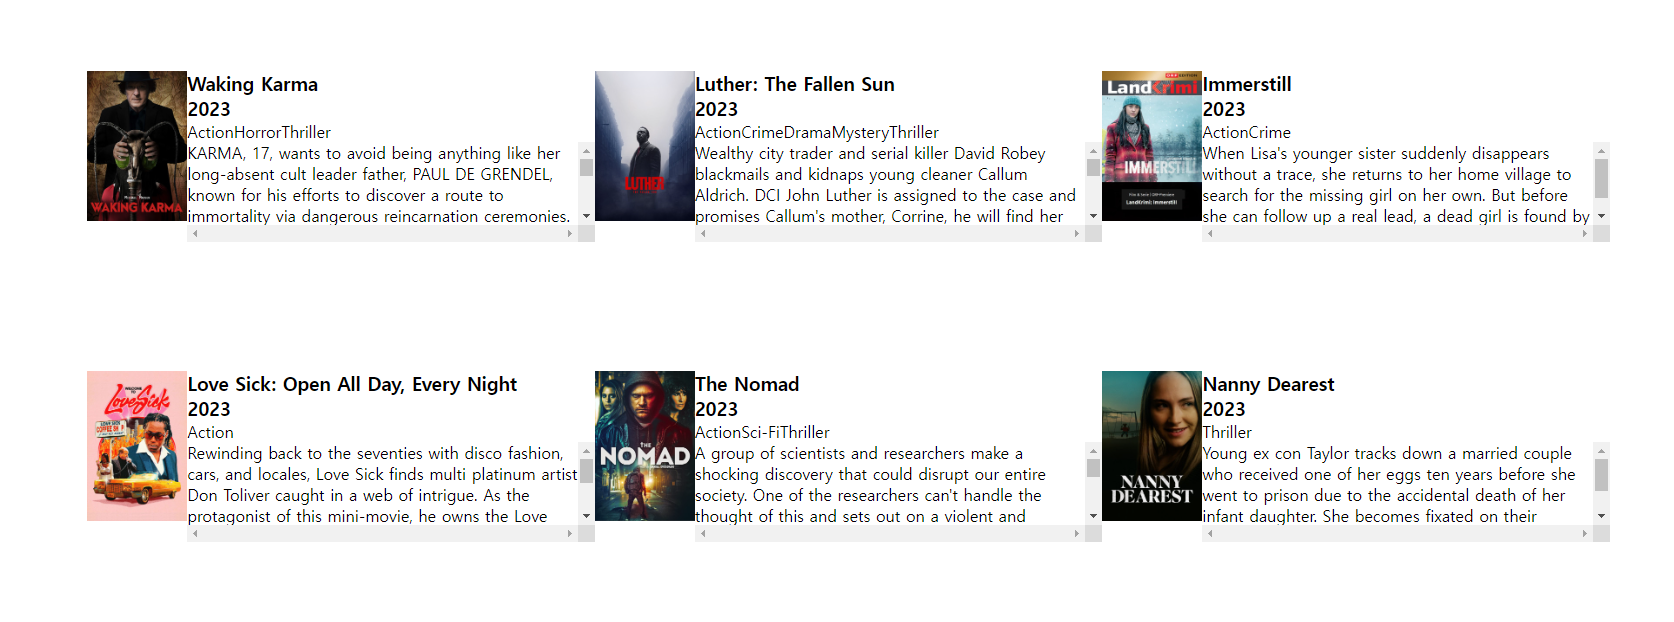 Waking Karma
2023
ActionHorrorThriller
KARMA, 17, wants to avoid being anything like her
long-absent cult leader father, PAUL DE GRENDEL,
known for his efforts to discover a route to
immortality via dangerous reincarnation ceremonies.
WAKING KARMA
Luther: The Fallen Sun
2023
ActionCrimeDramaMysteryThriller
Wealthy city trader and serial killer David Robey
blackmails and kidnaps young cleaner Callum
Aldrich. DCI John Luther is assigned to the case and
promises Callum's mother, Corrine, he will find her
LUTHER
Immerstill
2023
ActionCrime
When Lisa's younger sister suddenly disappears
without a trace, she returns to her home village to
search for the missing girl on her own. But before
she can follow up a real lead, a dead girl is found by
EDITION
LandKrimi
IMMERSTILL
LandKrimi: Immerstill
Love Sick: Open All Day, Every Night
2023
Action
Rewinding back to the seventies with disco fashion,
cars, and locales, Love Sick finds multi platinum artist
Don Toliver caught in a web of intrigue. As the
protagonist of this mini-movie, he owns the Love
WELCOME
LoveSick
The Nomad
2023
ActionSci-FiThriller
A group of scientists and researchers make a
shocking discovery that could disrupt our entire
society. One of the researchers can't handle the
thought of this and sets out on a violent and
THE
NOMAD
Nanny Dearest
2023
Thriller
Young ex con Taylor tracks down a married couple
who received one of her eggs ten years before she
went to prison due to the accidental death of her
infant daughter. She becomes fixated on their
NANNY
DEAREST